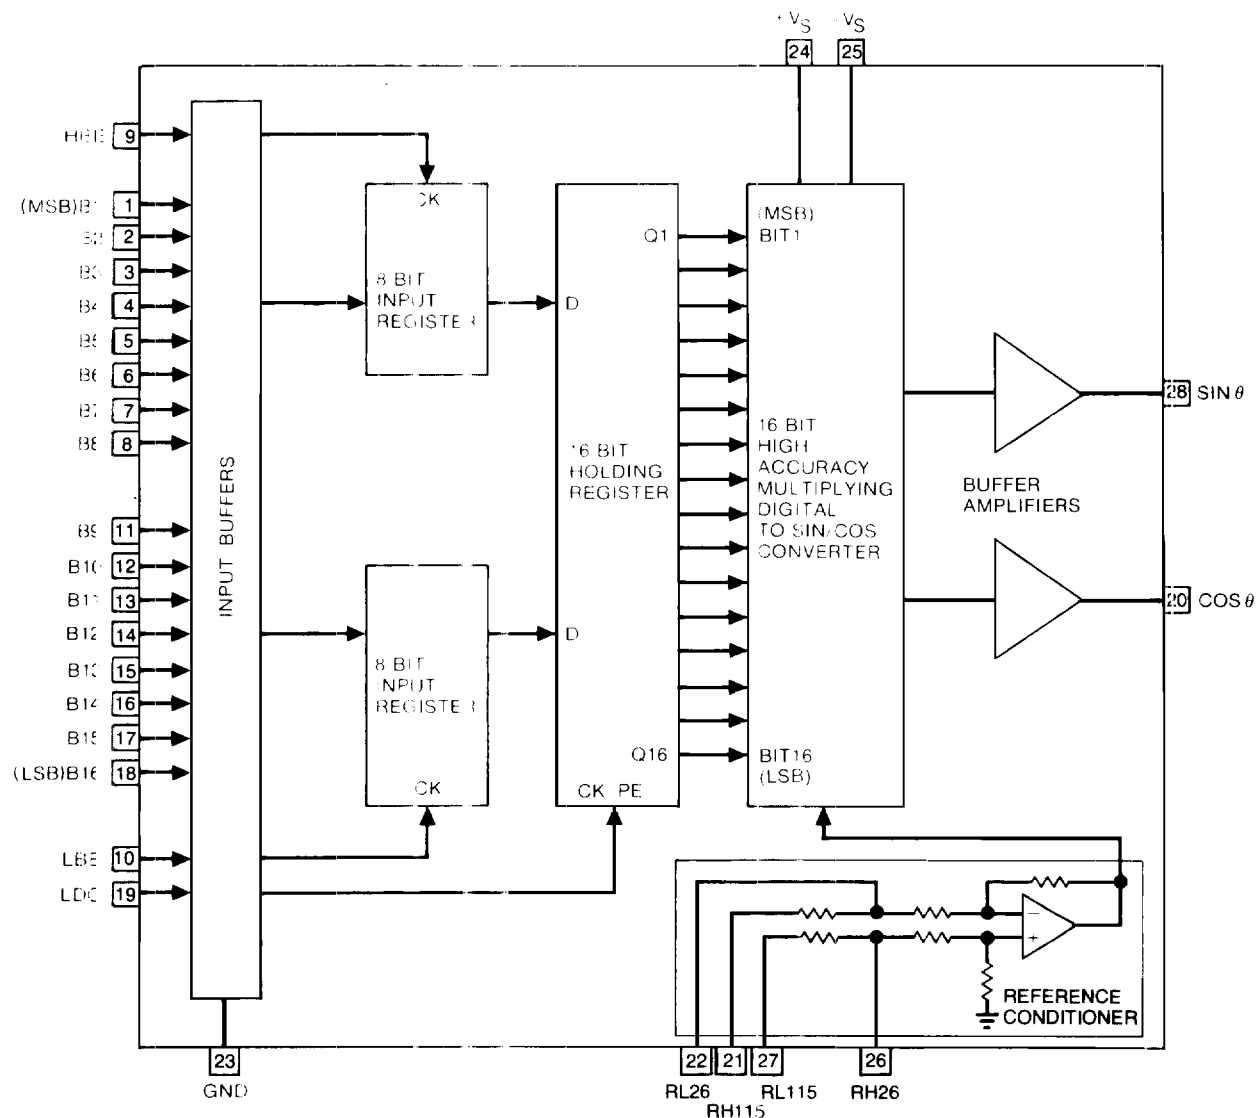 +VS -VS
24 25
HBE 9
(MSB)B1 1
B2 2
B3 3
B4 4
B5 5
B6 6
B7 7
B8 8
B9 11
B10 12
B11 13
B12 14
B13 15
B14 16
B15 17
(LSB)B16 18
LBE 10
LDC 19
INPUT BUFFERS
23
GND
CK
8 BIT
INPUT
REGISTER
8 BIT
INPUT
REGISTER
CK
Q1
D
16 BIT
HOLDING
REGISTER
D
Q16
CK PE
(MSB)
BIT1
16 BIT
HIGH
ACCURACY
MULTIPLYING
DIGITAL
TO SIN/COS
CONVERTER
BIT16
(LSB)
BUFFER
AMPLIFIERS
28 SIN θ
20 COS θ
−
+
REFERENCE
CONDITIONER
22 21 27 26
RL26 RL115 RH26
RH115